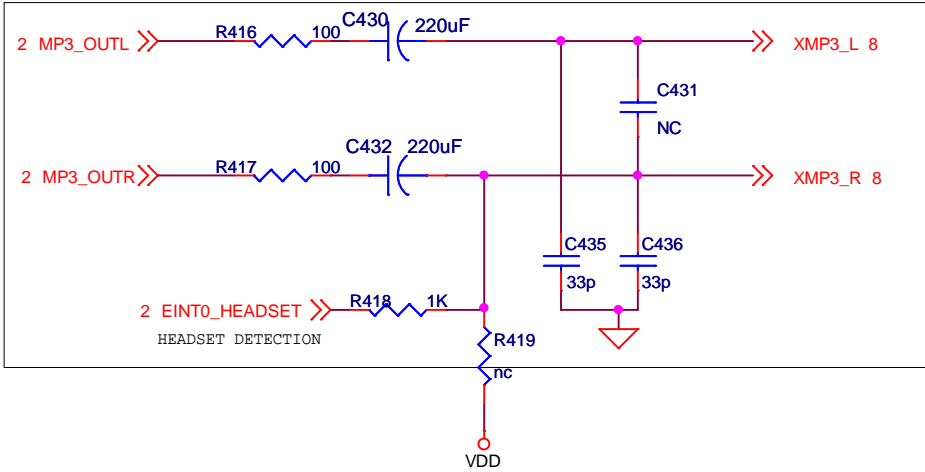 C430
2 MP3_OUTL
R416
100
220uF
XMP3_L 8
C431
NC
C432
220uF
2 MP3_OUTR
R417
100
XMP3_R 8
C435
33p
C436
33p
2 EINT0_HEADSET
R418
1K
HEADSET DETECTION
R419
nc
VDD